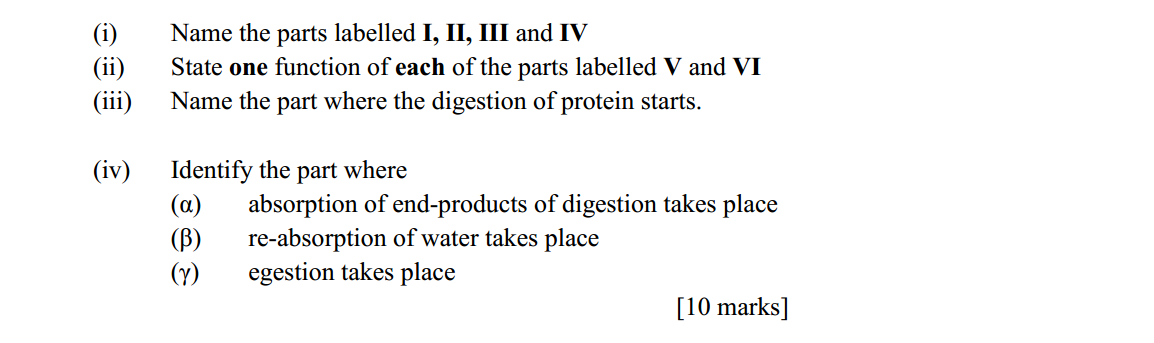 (i) Name the parts labelled I, II, III and IV
(ii) State one function of each of the parts labelled V and VI
(iii) Name the part where the digestion of protein starts.
(iv) Identify the part where
(α) absorption of end-products of digestion takes place
(β) re-absorption of water takes place
(γ) egestion takes place
[10 marks]